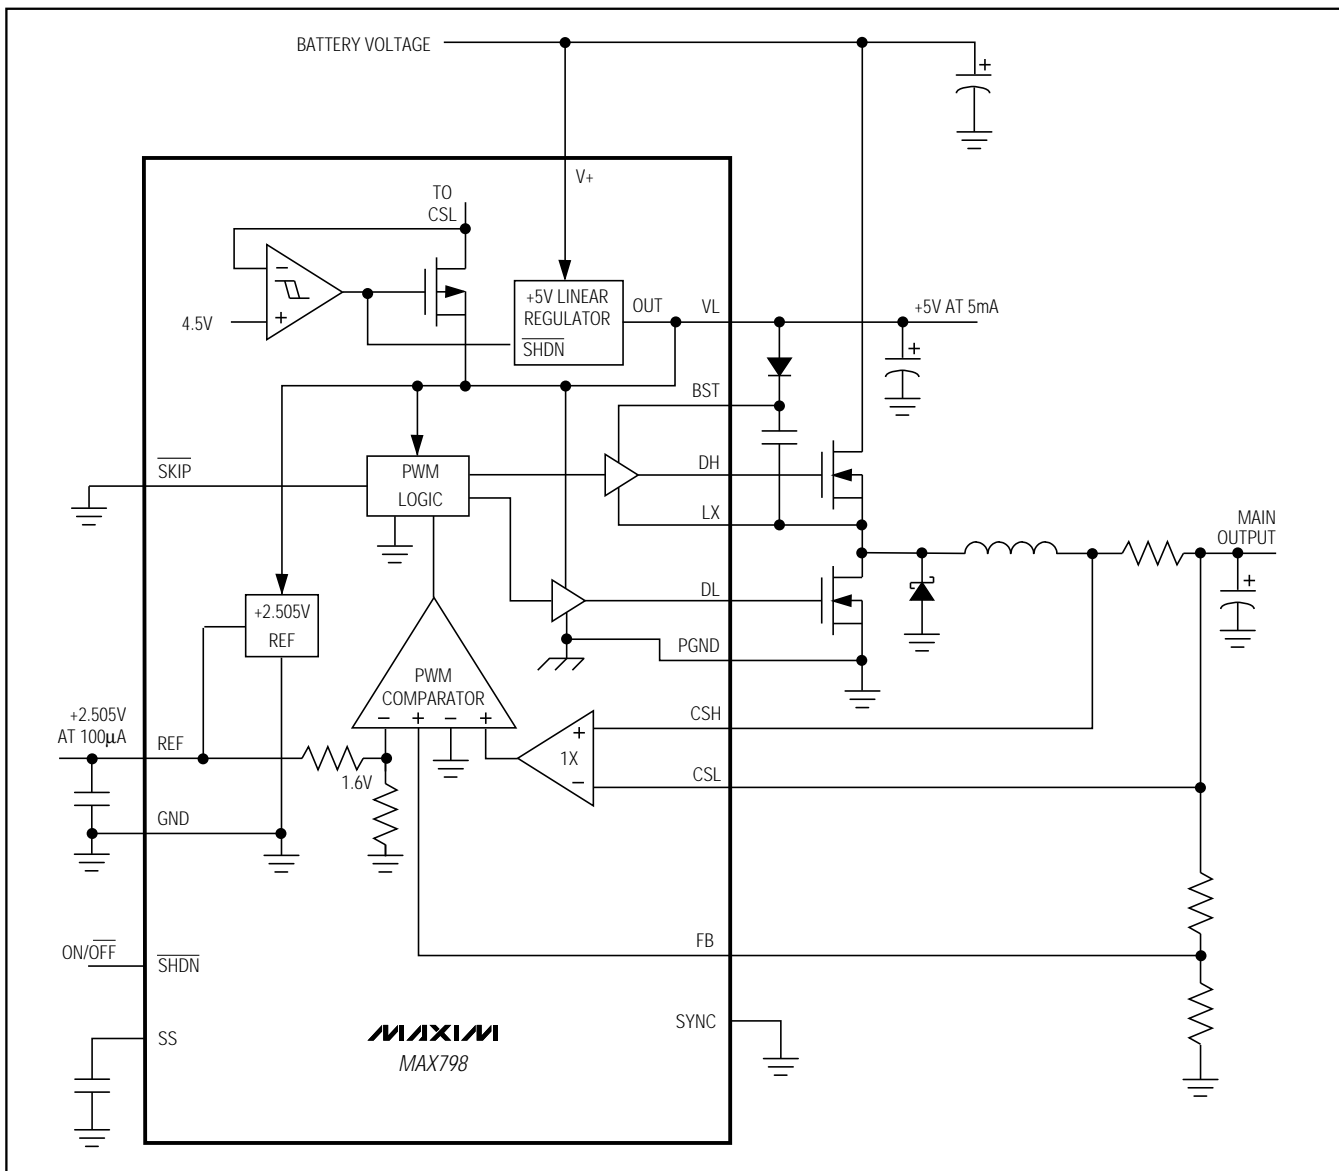 BATTERY VOLTAGE
+
V+
TO
CSL
−
+
4.5V
+5V LINEAR
REGULATOR
SHDN
OUT
VL
+5V AT 5mA
+
BST
SKIP
PWM
LOGIC
DH
LX
MAIN
OUTPUT
+
+2.505V
REF
DL
PGND
PWM
COMPARATOR
− + − +
+2.505V
AT 100μA
REF
1.6V
+
1X
−
CSH
CSL
GND
ON/OFF
SHDN
FB
SS
SYNC
MAXIM
MAX798